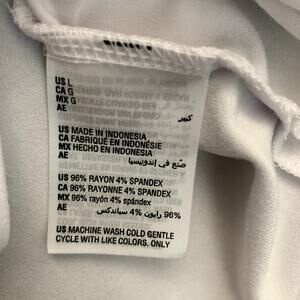 US L
CA G
MX G
AE كبير
US MADE IN INDONESIA
CA FABRIQUÉ EN INDONÉSIE
MX HECHO EN INDONESIA
AE صنع في إندونيسيا
US 96% RAYON 4% SPANDEX
CA 96% RAYONNE 4% SPANDEX
MX 96% rayón 4% spández
AE 96% رايون 4% سباندكس
US MACHINE WASH COLD GENTLE
CYCLE WITH LIKE COLORS. ONLY